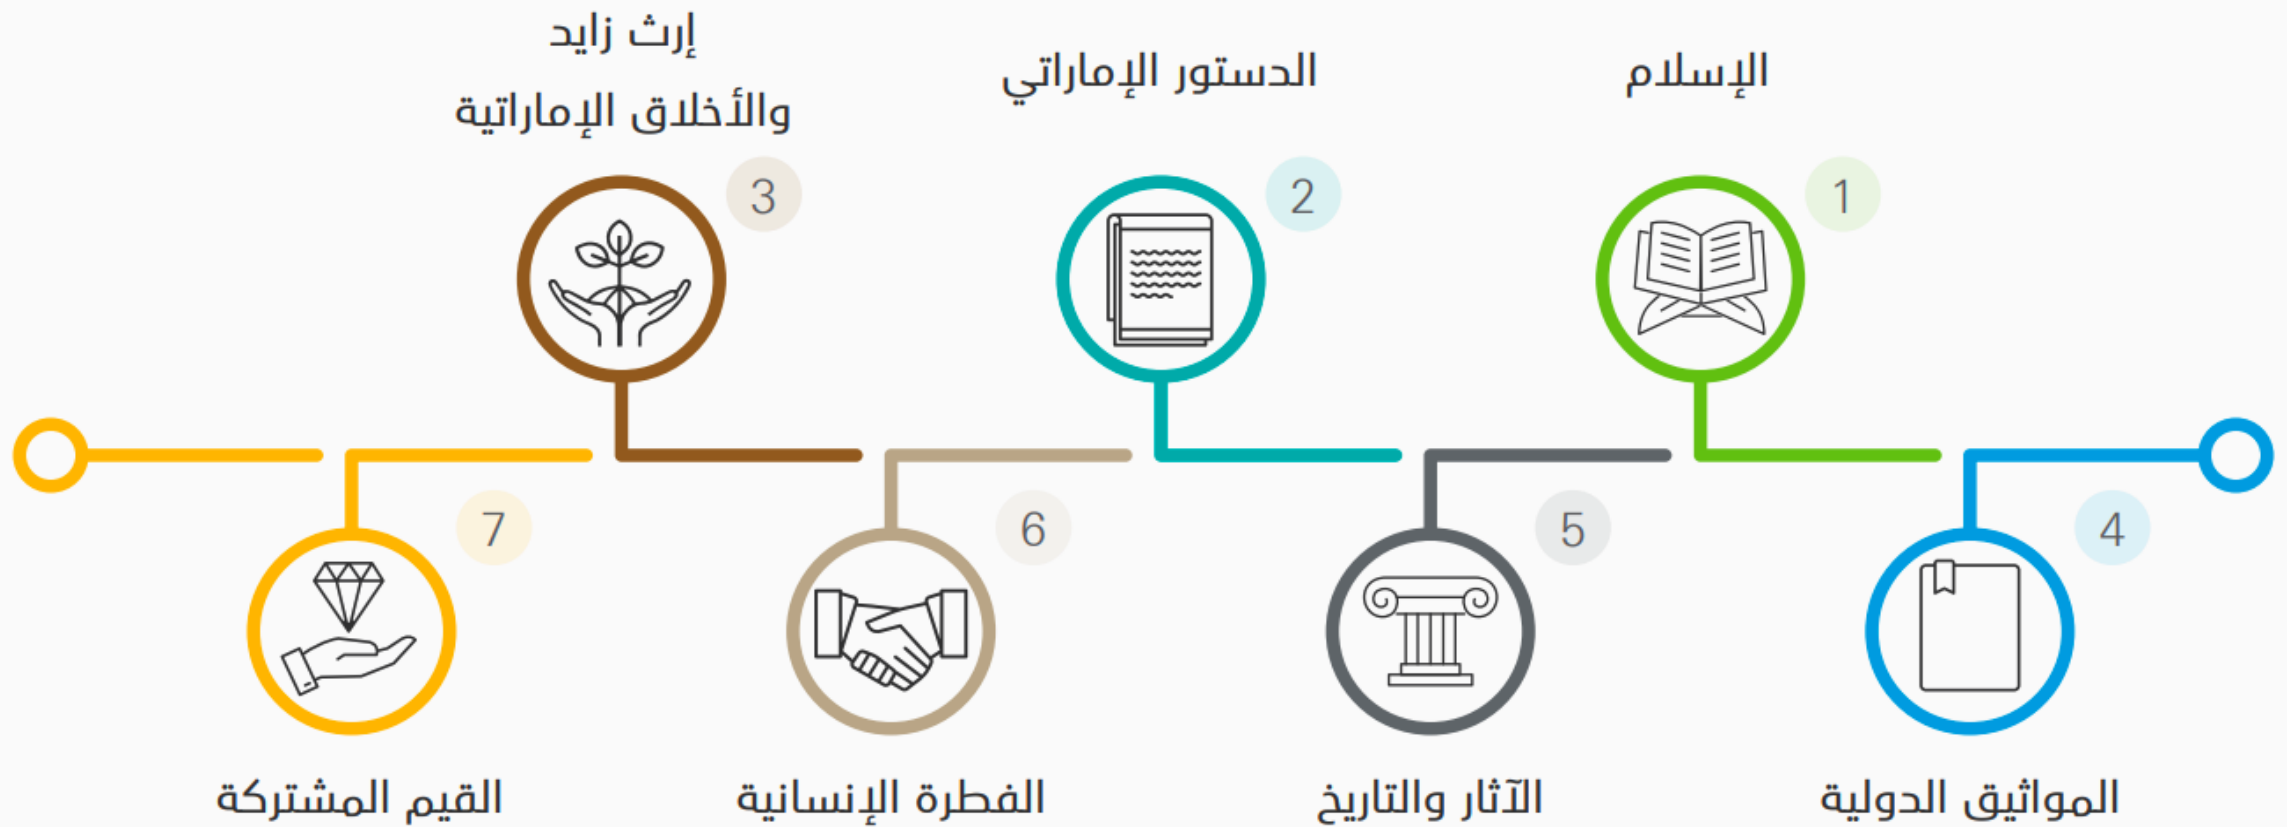 الإسلام
1
الدستور الإماراتي
2
إرث زايد
والأخلاق الإماراتية
3
4
المواثيق الدولية
5
الآثار والتاريخ
6
الفطرة الإنسانية
7
القيم المشتركة